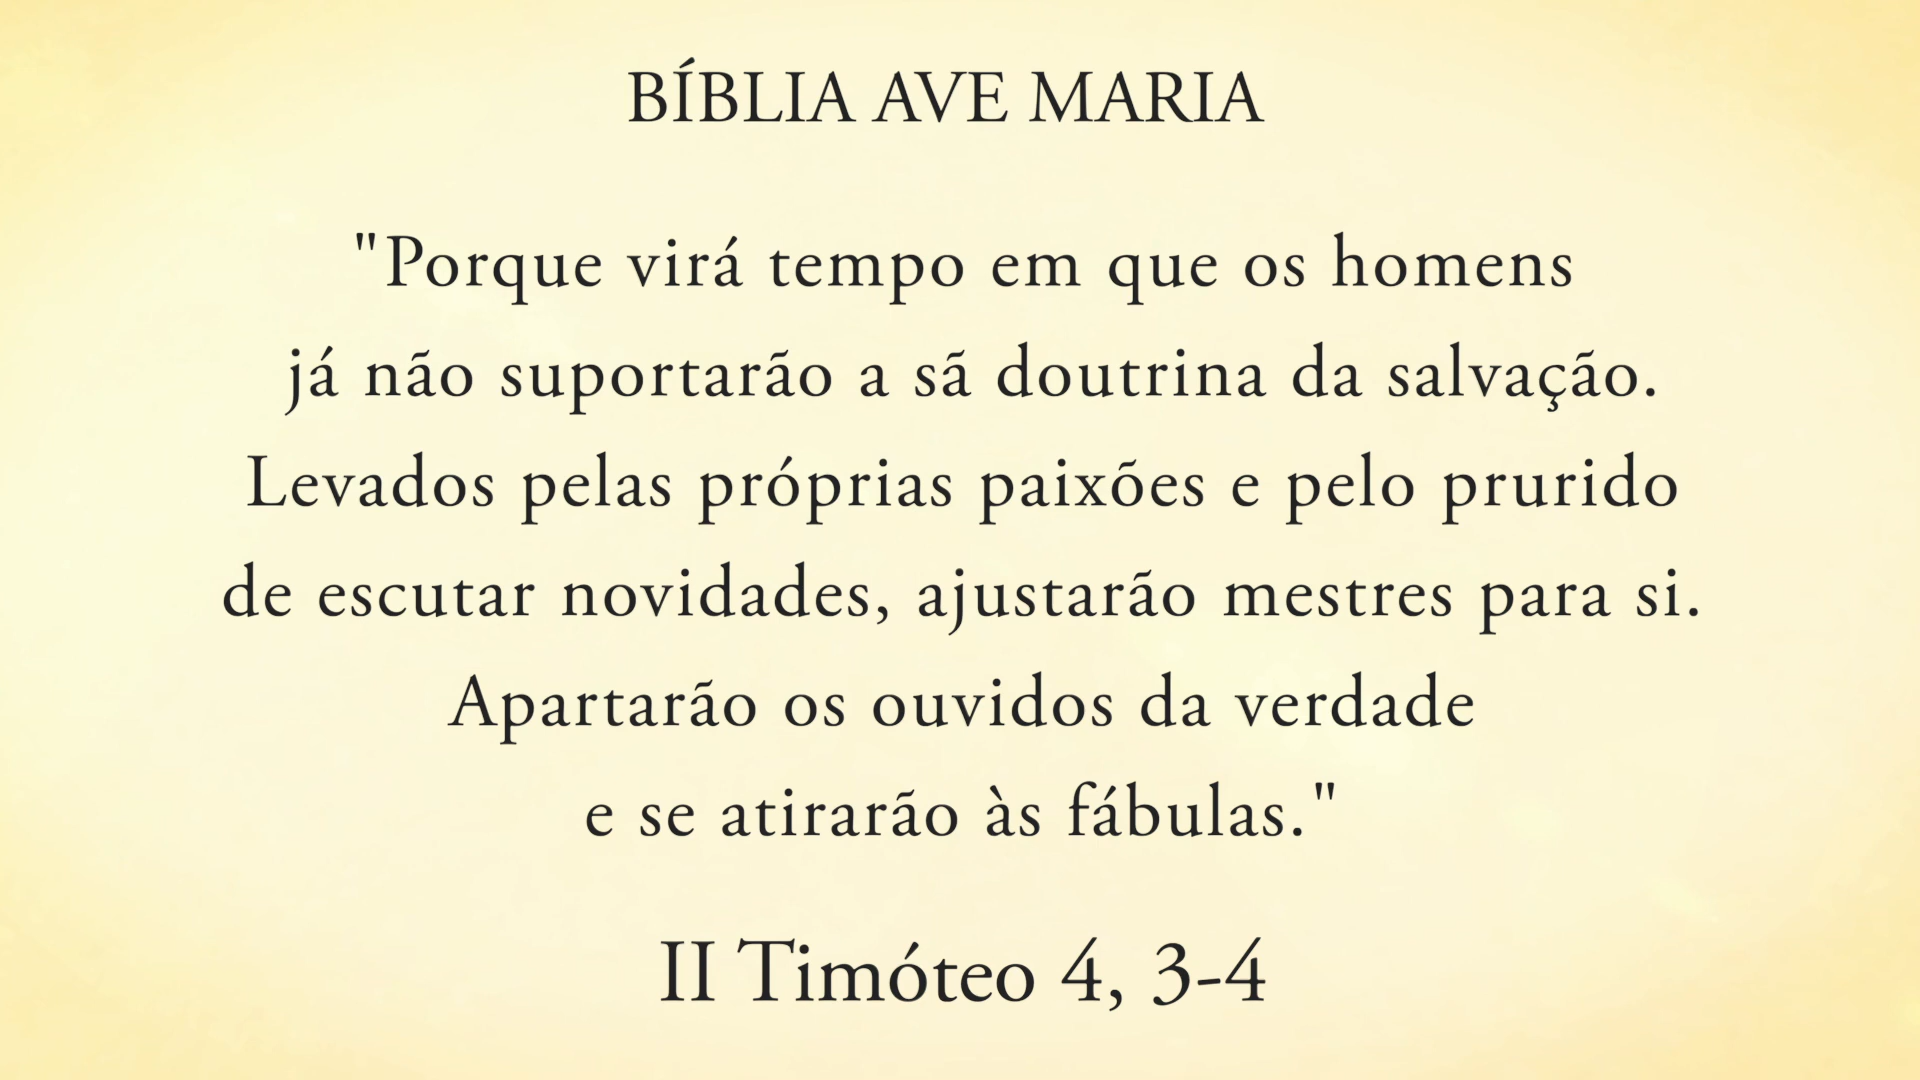 BÍBLIA AVE MARIA
"Porque virá tempo em que os homens
já não suportarão a sã doutrina da salvação.
Levados pelas próprias paixões e pelo prurido
de escutar novidades, ajustarão mestres para si.
Apartarão os ouvidos da verdade
e se atirarão às fábulas."
II Timóteo 4, 3-4